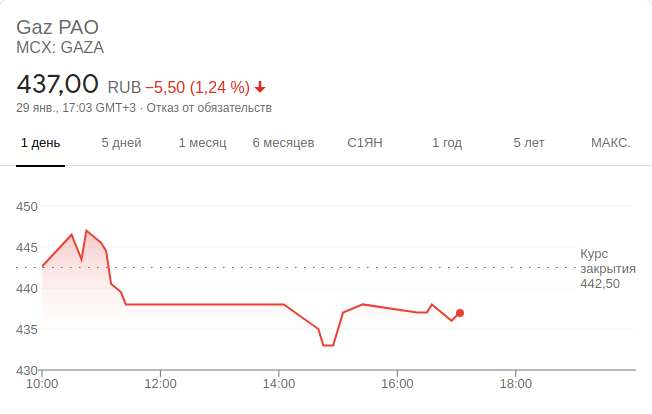 Gaz PAO
MCX: GAZA
437,00 RUB −5,50 (1,24 %)
29 янв., 17:03 GMT+3 · Отказ от обязательств
1 день 5 дней 1 месяц 6 месяцев С1ЯН 1 год 5 лет МАКС.
450
445
Курс
закрытия
442,50
440
435
430
10:00 12:00 14:00 16:00 18:00